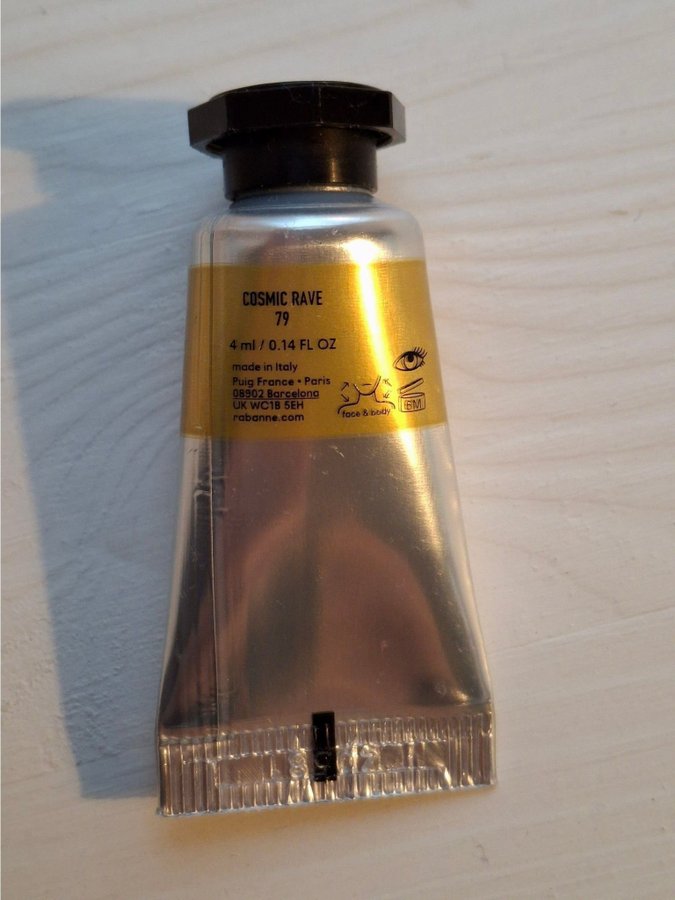 COSMIC RAVE
79
4 ml / 0.14 FL OZ
made in Italy
Puig France • Paris
08902 Barcelona
UK WC1B 5EH
rabanne.com
face & body
6M